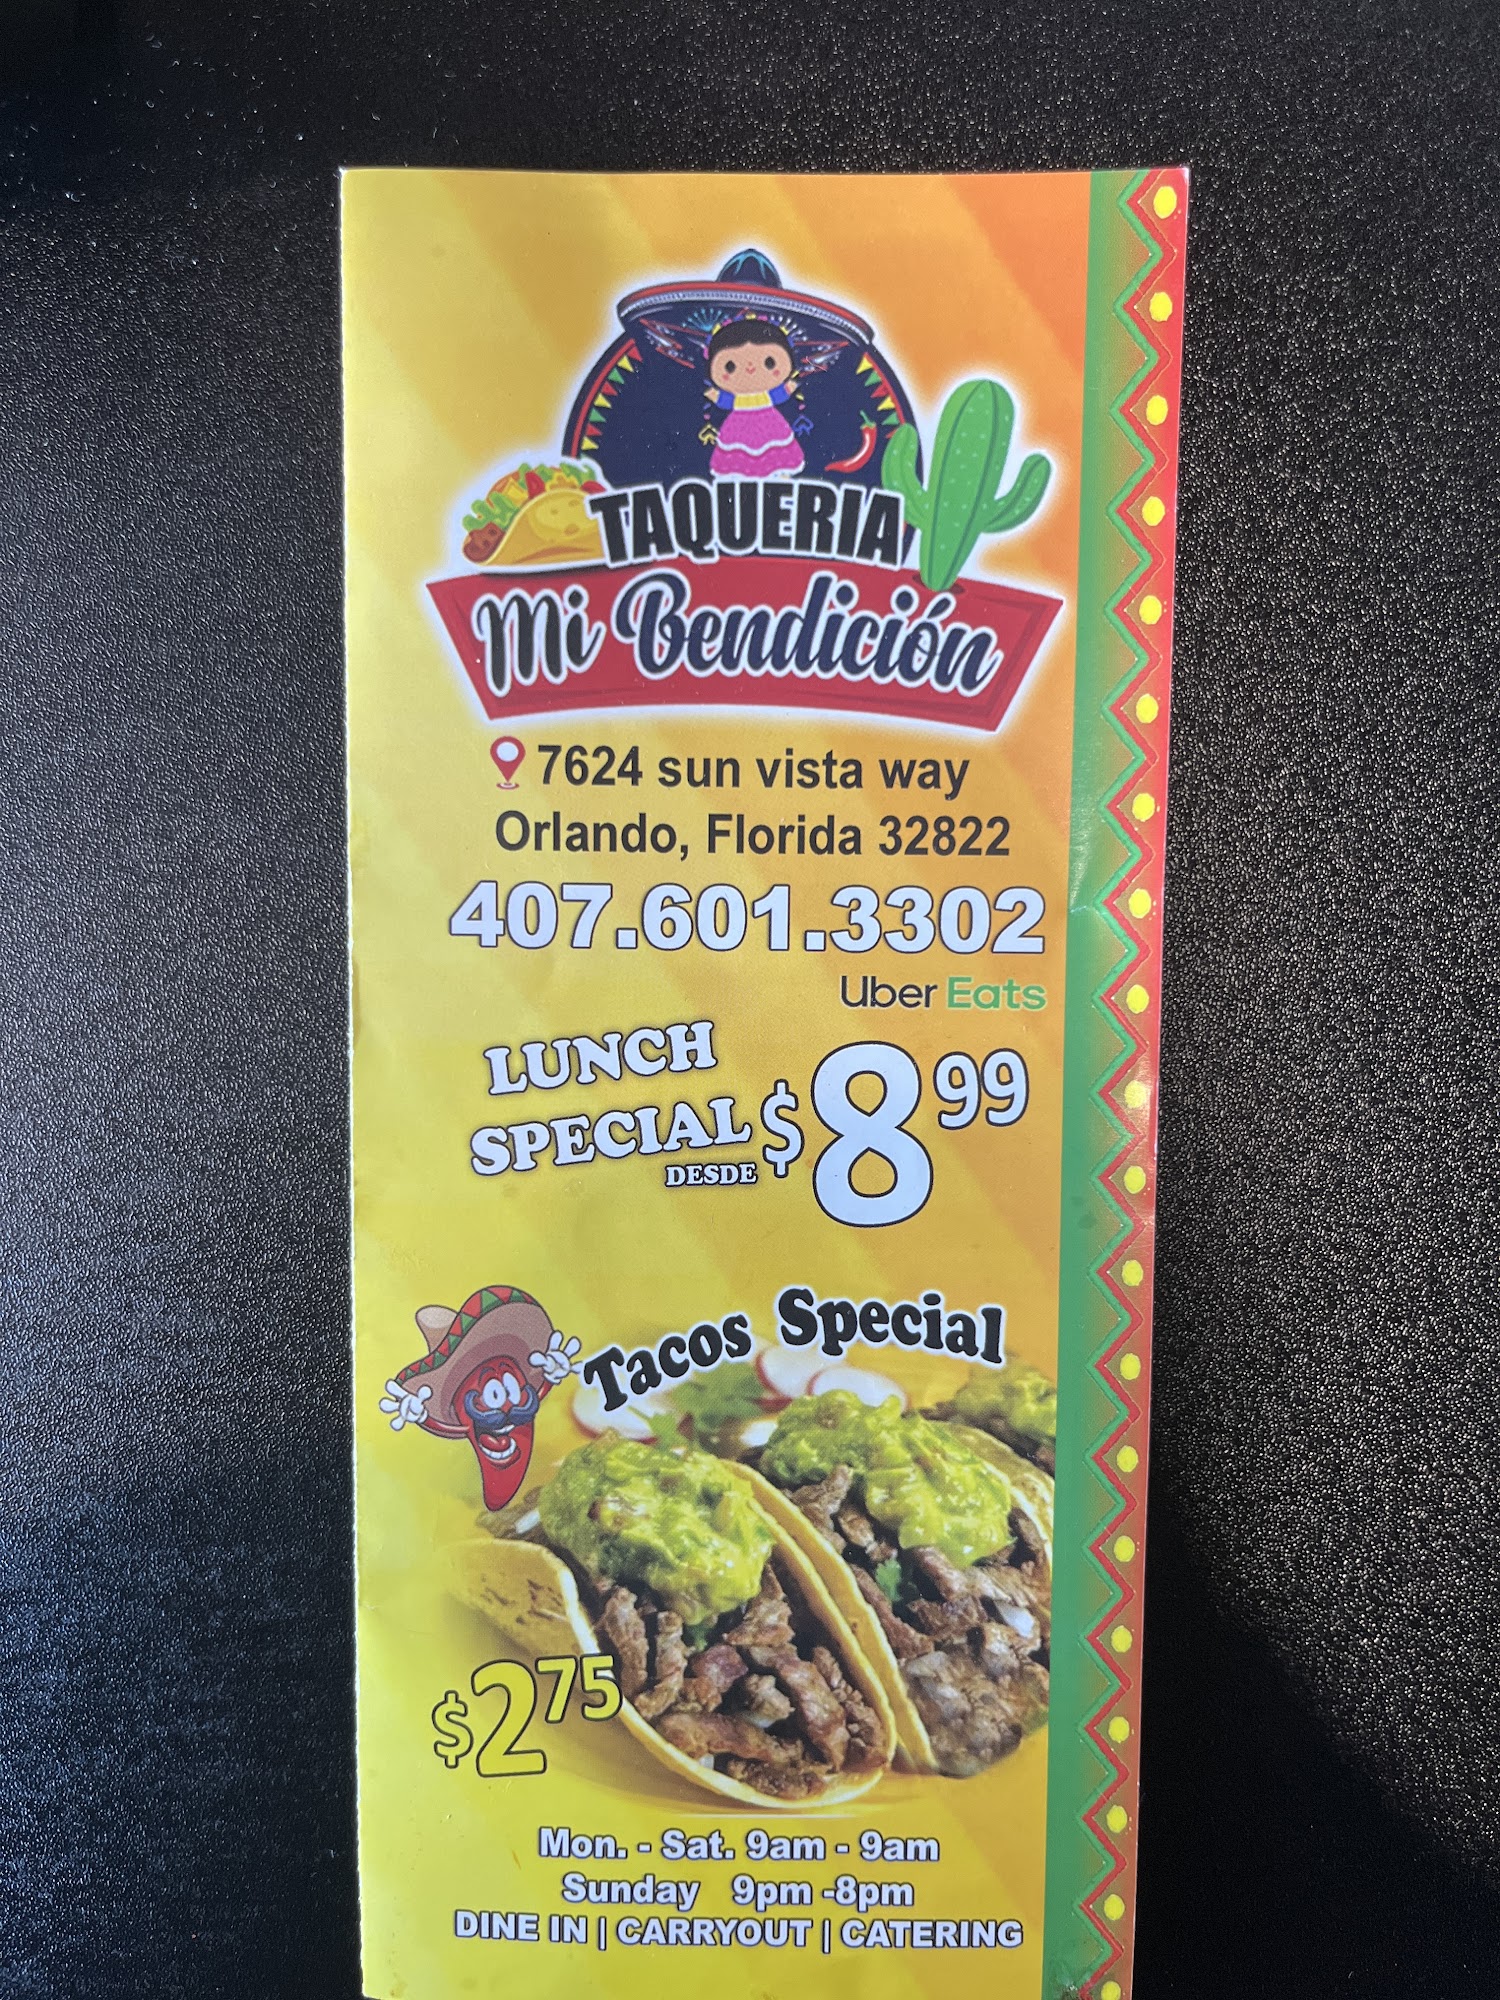 TAQUERIA
Mi Bendición
7624 sun vista way
Orlando, Florida 32822
407.601.3302
Uber Eats
LUNCH
SPECIAL
DESDE
$8.99
Tacos Special
$2.75
Mon. - Sat. 9am - 9am
Sunday 9pm -8pm
DINE IN | CARRYOUT | CATERING